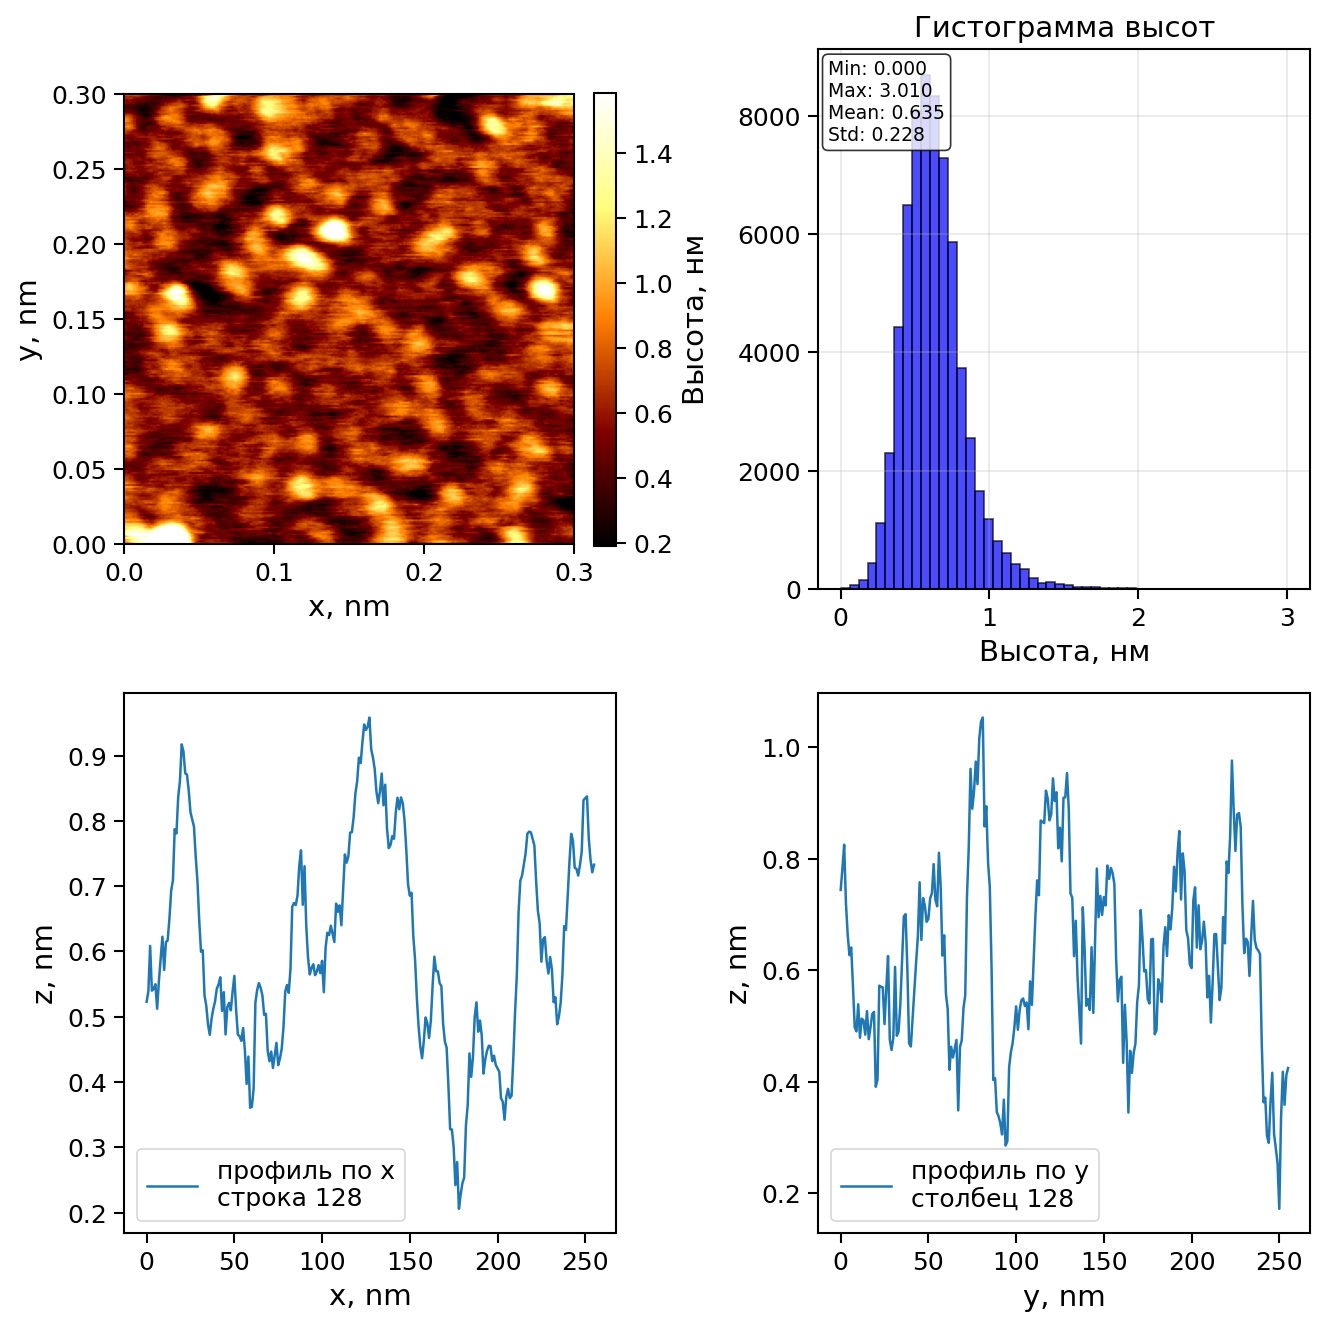 Гистограмма высот
Min: 0.000
Max: 3.010
Mean: 0.635
Std: 0.228
0.30
0.25
0.20
0.15
0.10
0.05
0.00
y, nm
0.0 0.1 0.2 0.3
x, nm
1.4
1.2
1.0
0.8
0.6
0.4
0.2
Высота, нм
8000
6000
4000
2000
0
0 1 2 3
Высота, нм
0.9
0.8
0.7
0.6
0.5
0.4
0.3
0.2
z, nm
профиль по x
строка 128
0 50 100 150 200 250
x, nm
1.0
0.8
0.6
0.4
0.2
z, nm
профиль по y
столбец 128
0 50 100 150 200 250
y, nm